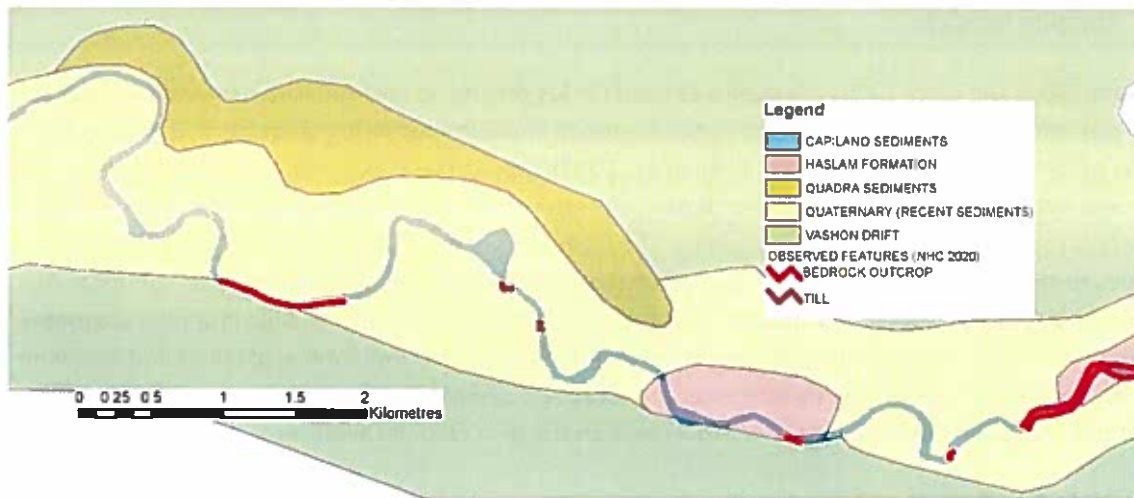 Legend
CAPILANO SEDIMENTS
HASLAM FORMATION
QUADRA SEDIMENTS
QUATERNARY (RECENT SEDIMENTS)
VASHON DRIFT
OBSERVED FEATURES (NHC 2020)
BEDROCK OUTCROP
TILL
0 0.25 0.5 1 1.5 2
Kilometres